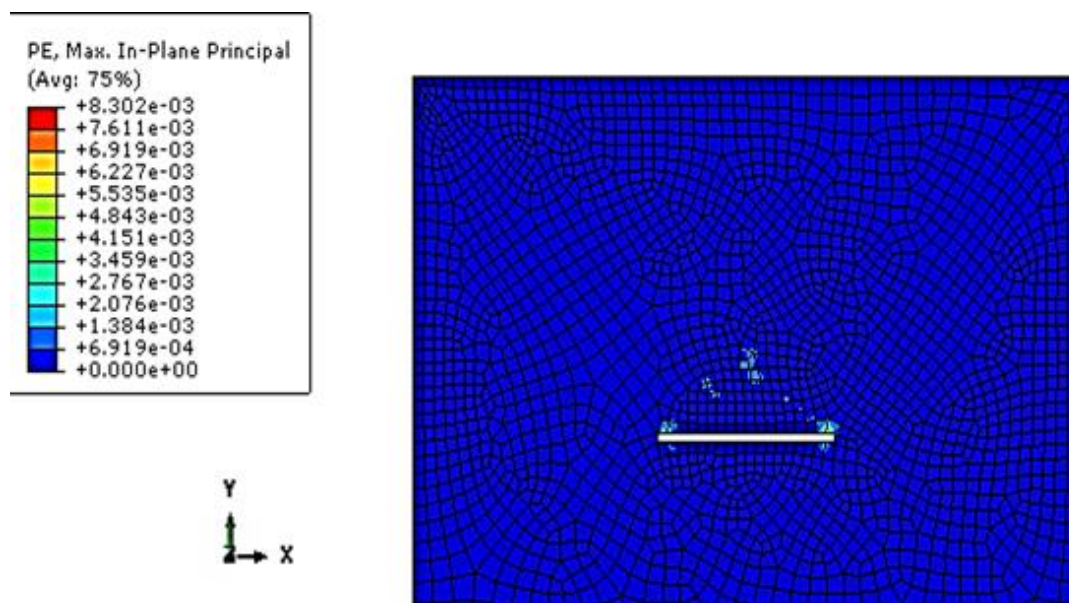 PE, Max. In-Plane Principal
(Avg: 75%)
+8.302e-03
+7.611e-03
+6.919e-03
+6.227e-03
+5.535e-03
+4.843e-03
+4.151e-03
+3.459e-03
+2.767e-03
+2.076e-03
+1.384e-03
+6.919e-04
+0.000e+00
Y
Z X